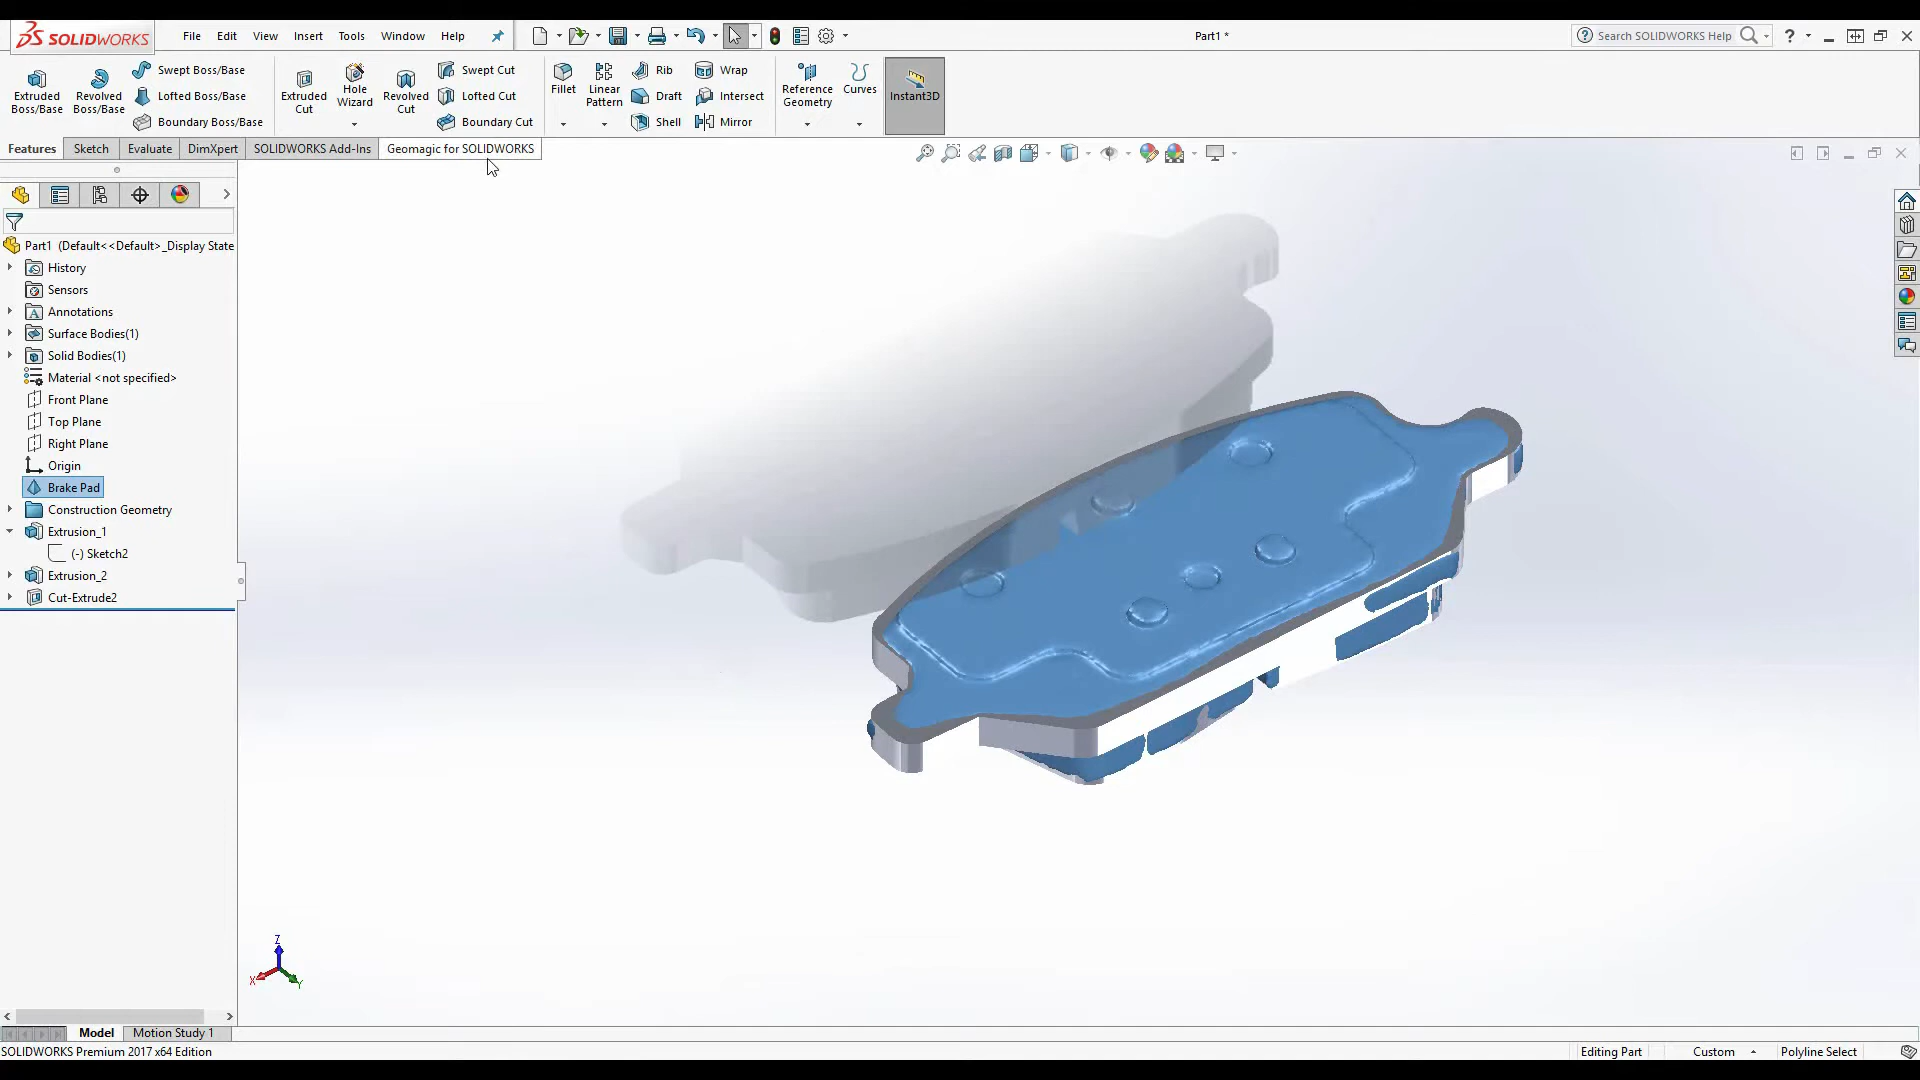 SOLIDWORKS File Edit View Insert Tools Window Help Part1 * Search SOLIDWORKS Help ?
Extruded Boss/Base
Revolved Boss/Base
Swept Boss/Base
Lofted Boss/Base
Boundary Boss/Base
Extruded Cut
Hole Wizard
Revolved Cut
Swept Cut
Lofted Cut
Boundary Cut
Fillet
Linear Pattern
Rib
Draft
Shell
Wrap
Intersect
Mirror
Reference Geometry
Curves
Instant3D
Features Sketch Evaluate DimXpert SOLIDWORKS Add-Ins Geomagic for SOLIDWORKS
Part1 (Default<<Default>_Display State
History
Sensors
Annotations
Surface Bodies(1)
Solid Bodies(1)
Material <not specified>
Front Plane
Top Plane
Right Plane
Origin
Brake Pad
Construction Geometry
Extrusion_1
(-) Sketch2
Extrusion_2
Cut-Extrude2
Z
X
Y
Model Motion Study 1
SOLIDWORKS Premium 2017 x64 Edition Editing Part Custom Polyline Select